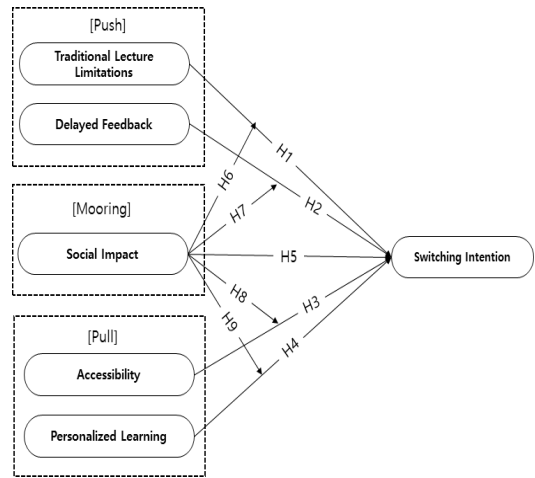 [Push]
Traditional Lecture
Limitations
Delayed Feedback
H1
H6
H7
H2
[Mooring]
Social Impact
H5
Switching Intention
H8
H3
H9
H4
[Pull]
Accessibility
Personalized Learning